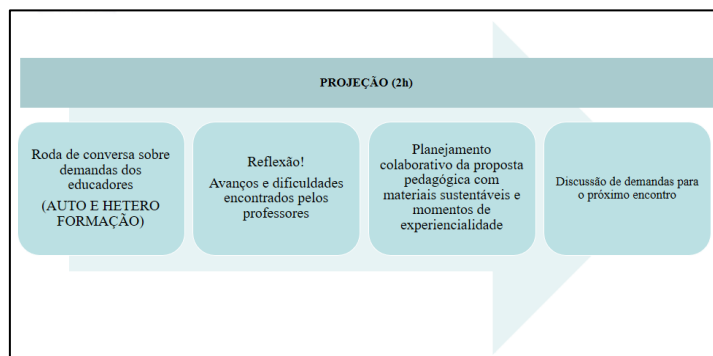 PROJEÇÃO (2h)
Roda de conversa sobre
demandas dos
educadores
(AUTO E HETERO
FORMAÇÃO)
Reflexão!
Avanços e dificuldades
encontrados pelos
professores
Planejamento
colaborativo da proposta
pedagógica com
materiais sustentáveis e
momentos de
experiencialidade
Discussão de demandas para
o próximo encontro